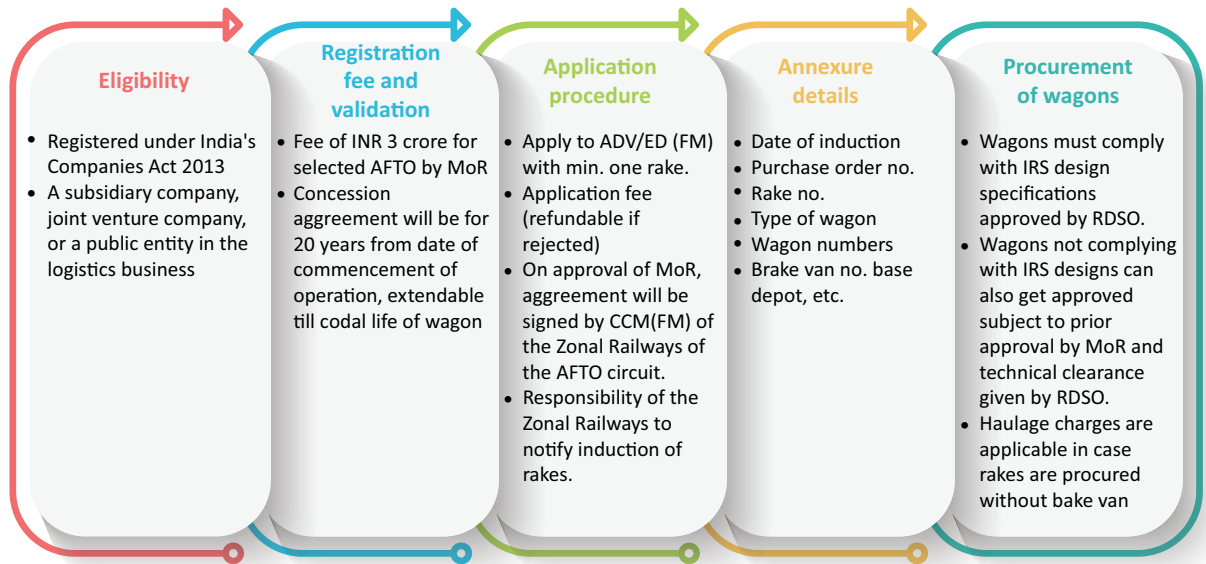 Eligibility
• Registered under India's
Companies Act 2013
• A subsidiary company,
joint venture company,
or a public entity in the
logistics business
Registration
fee and
validation
• Fee of INR 3 crore for
selected AFTO by MoR
• Concession
aggreement will be for
20 years from date of
commencement of
operation, extendable
till codal life of wagon
Application
procedure
• Apply to ADV/ED (FM)
with min. one rake.
• Application fee
(refundable if
rejected)
• On approval of MoR,
aggreement will be
signed by CCM(FM) of
the Zonal Railways of
the AFTO circuit.
• Responsibility of the
Zonal Railways to
notify induction of
rakes.
Annexure
details
• Date of induction
• Purchase order no.
• Rake no.
• Type of wagon
• Wagon numbers
• Brake van no. base
depot, etc.
Procurement
of wagons
• Wagons must comply
with IRS design
specifications
approved by RDSO.
• Wagons not complying
with IRS designs can
also get approved
subject to prior
approval by MoR and
technical clearance
given by RDSO.
• Haulage charges are
applicable in case
rakes are procured
without bake van